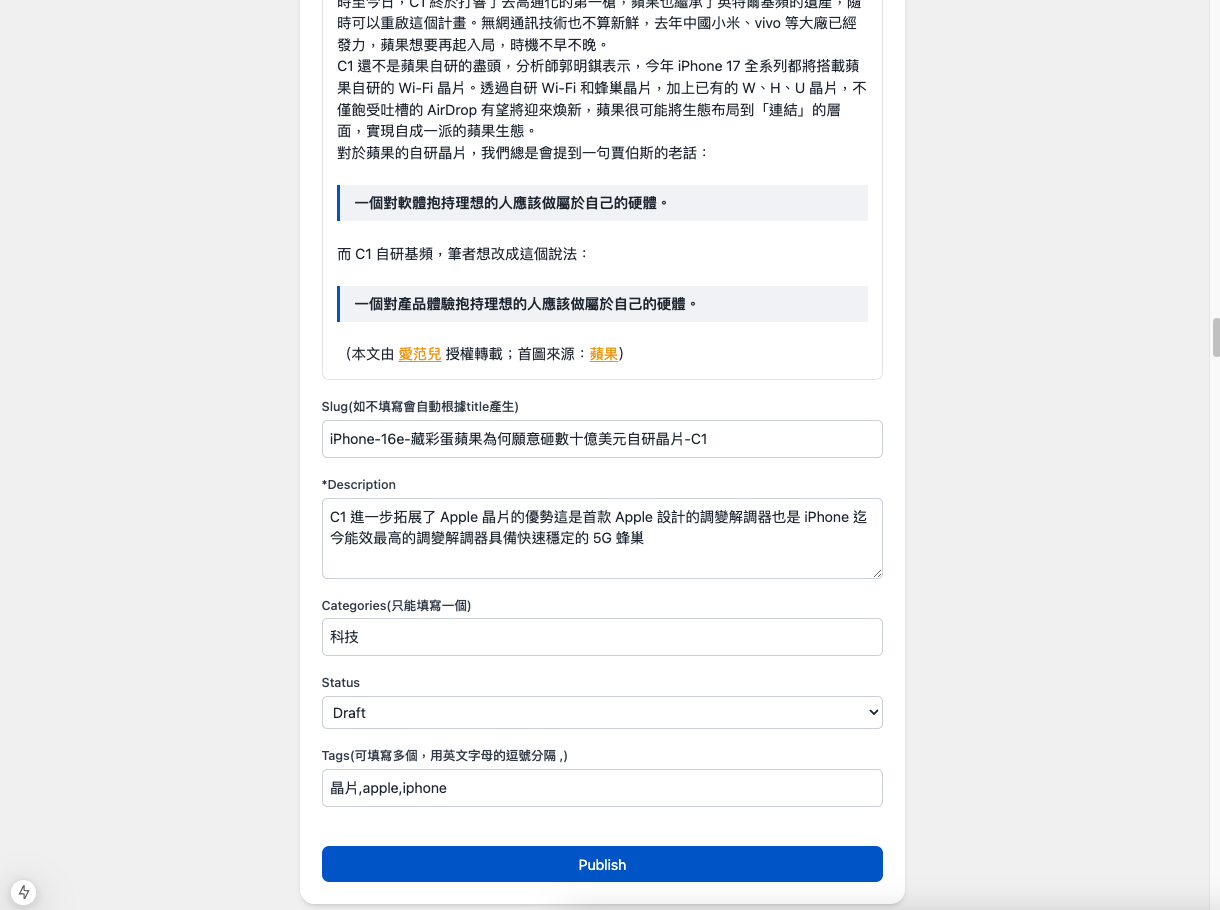 時至今日，C1 終於打響了去高通化的第一槍，蘋果也繼承了英特爾基頻的遺產，隨
時可以重啟這個計畫。無網通訊技術也不算新鮮，去年中國小米、vivo 等大廠已經
發力，蘋果想要再起入局，時機不早不晚。
C1 還不是蘋果自研的盡頭，分析師郭明錤表示，今年 iPhone 17 全系列都將搭載蘋
果自研的 Wi-Fi 晶片。透過自研 Wi-Fi 和蜂巢晶片，加上已有的 W、H、U 晶片，不
僅飽受吐槽的 AirDrop 有望將迎來煥新，蘋果很可能將生態布局到「連結」的層
面，實現自成一派的蘋果生態。
對於蘋果的自研晶片，我們總是會提到一句賈伯斯的老話：
一個對軟體抱持理想的人應該做屬於自己的硬體。
而 C1 自研基頻，筆者想改成這個說法：
一個對產品體驗抱持理想的人應該做屬於自己的硬體。
（本文由 愛范兒 授權轉載；首圖來源：蘋果）
Slug(如不填寫會自動根據title產生)
iPhone-16e-藏彩蛋蘋果為何願意砸數十億美元自研晶片-C1
*Description
C1 進一步拓展了 Apple 晶片的優勢這是首款 Apple 設計的調變解調器也是 iPhone 迄
今能效最高的調變解調器具備快速穩定的 5G 蜂巢
Categories(只能填寫一個)
科技
Status
Draft
Tags(可填寫多個，用英文字母的逗號分隔 ,)
晶片,apple,iphone
Publish